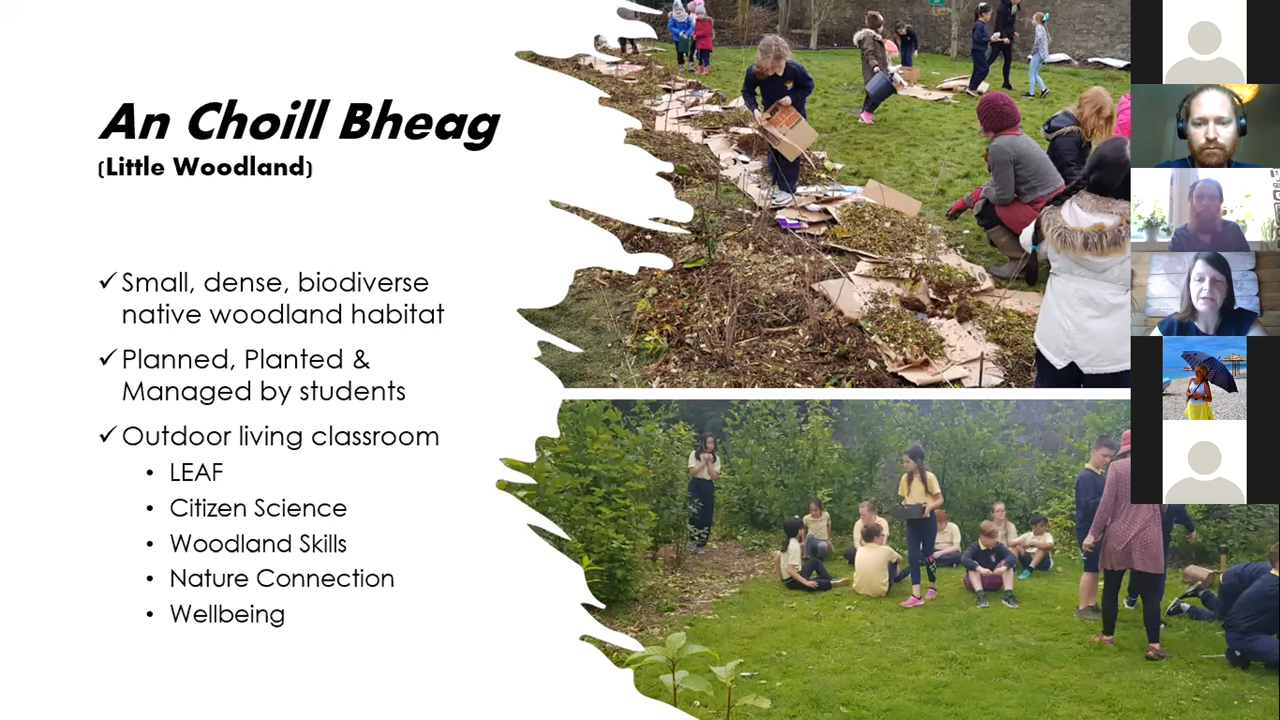 An Choill Bheag
(Little Woodland)
✓ Small, dense, biodiverse
native woodland habitat
✓ Planned, Planted &
Managed by students
✓ Outdoor living classroom
• LEAF
• Citizen Science
• Woodland Skills
• Nature Connection
• Wellbeing